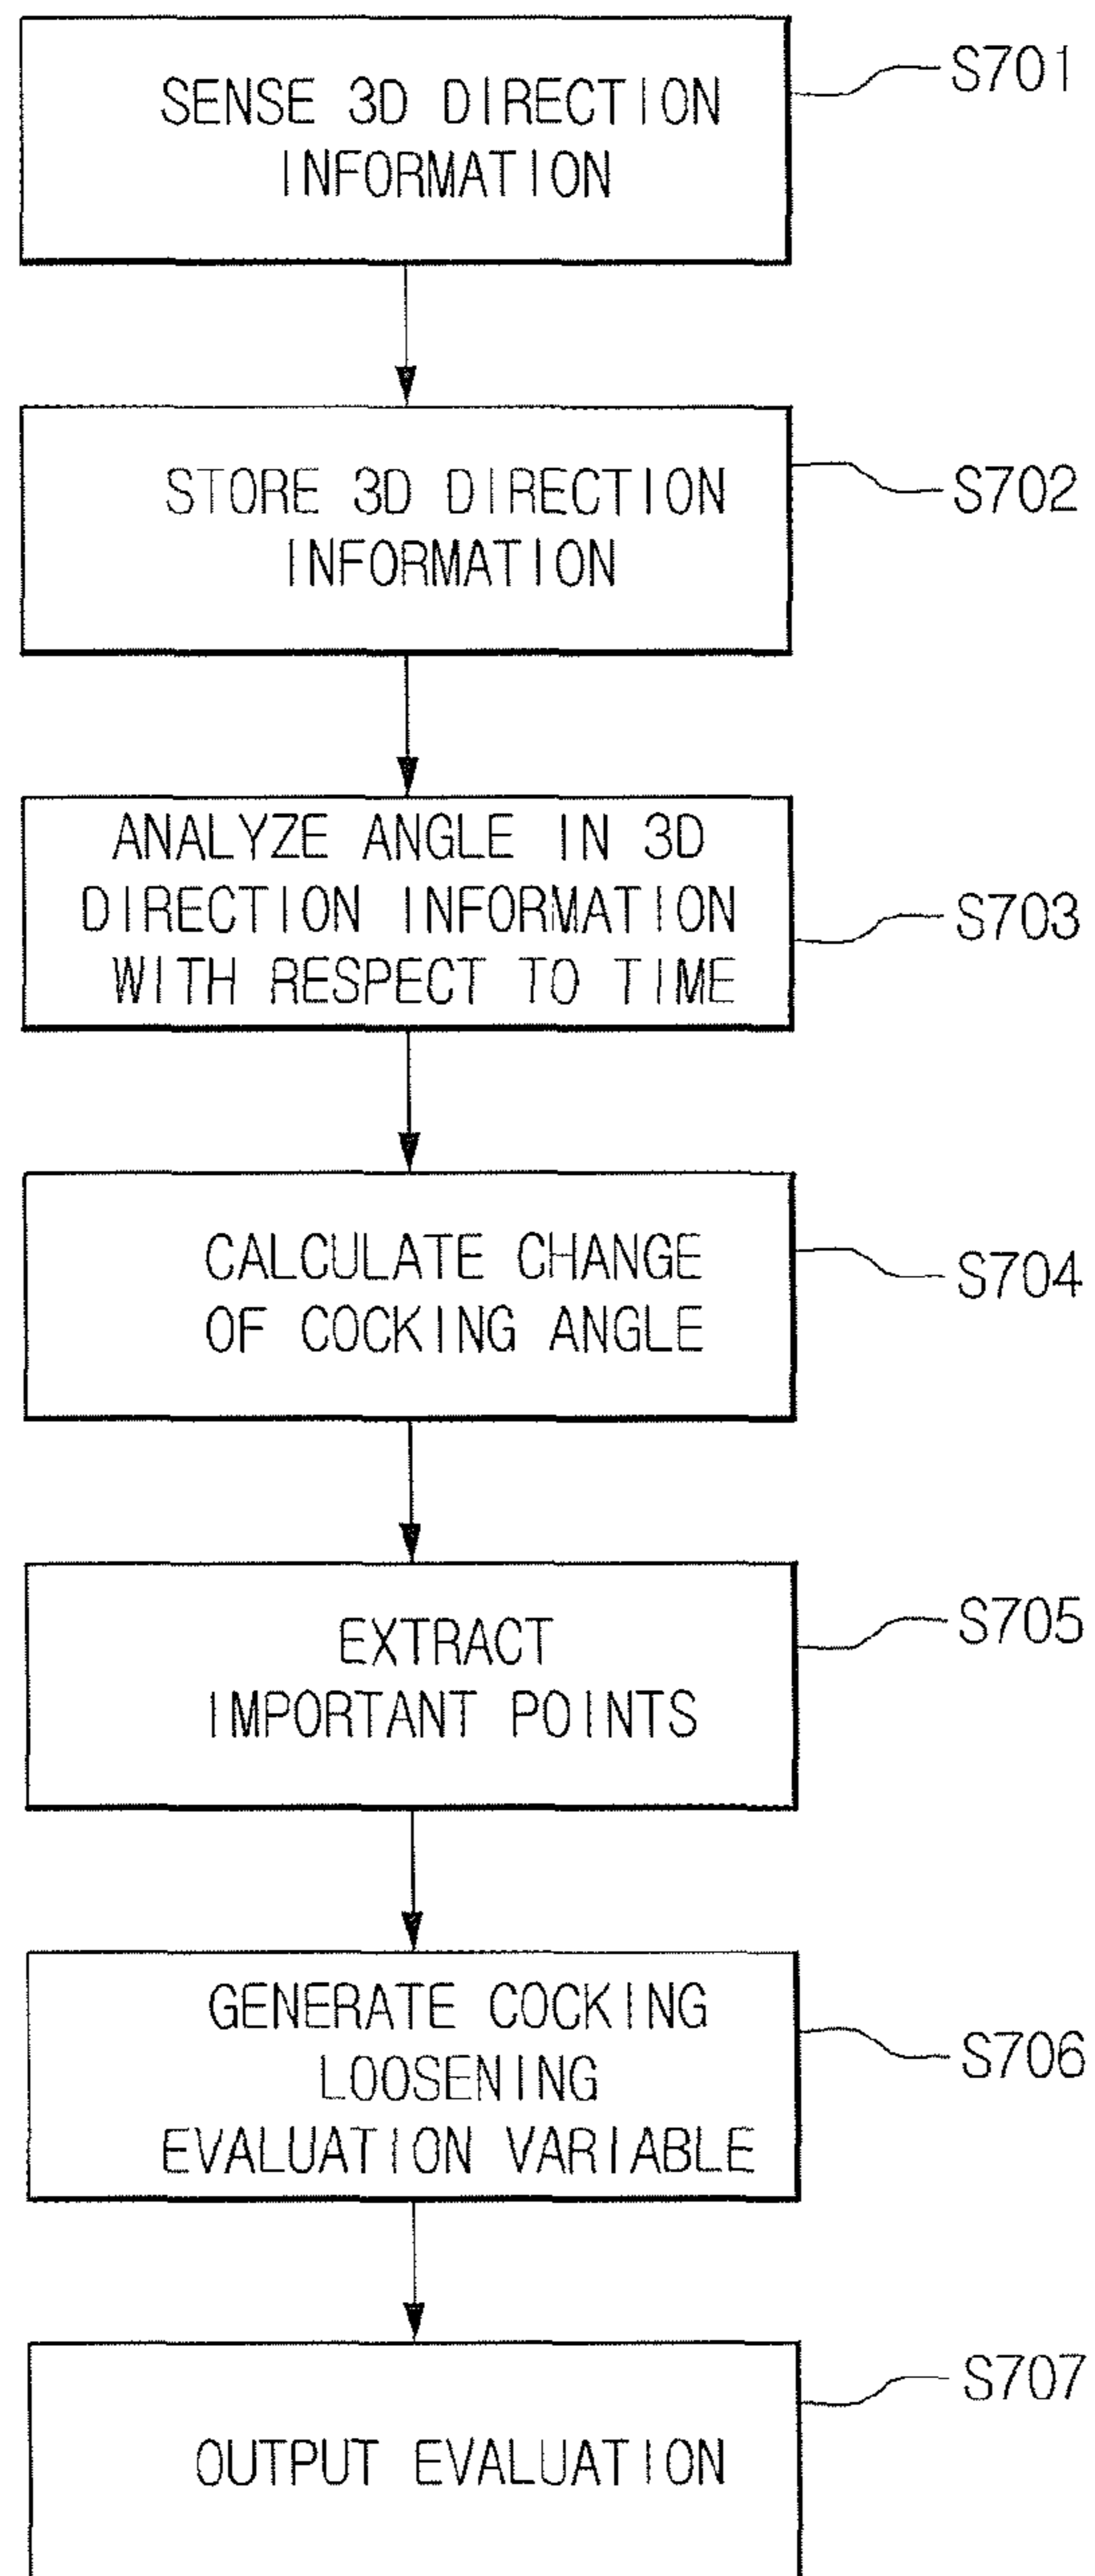 SENSE 3D DIRECTION
INFORMATION
S701
STORE 3D DIRECTION
INFORMATION
S702
ANALYZE ANGLE IN 3D
DIRECTION INFORMATION
WITH RESPECT TO TIME
S703
CALCULATE CHANGE
OF COCKING ANGLE
S704
EXTRACT
IMPORTANT POINTS
S705
GENERATE COCKING
LOOSENING
EVALUATION VARIABLE
S706
OUTPUT EVALUATION
S707